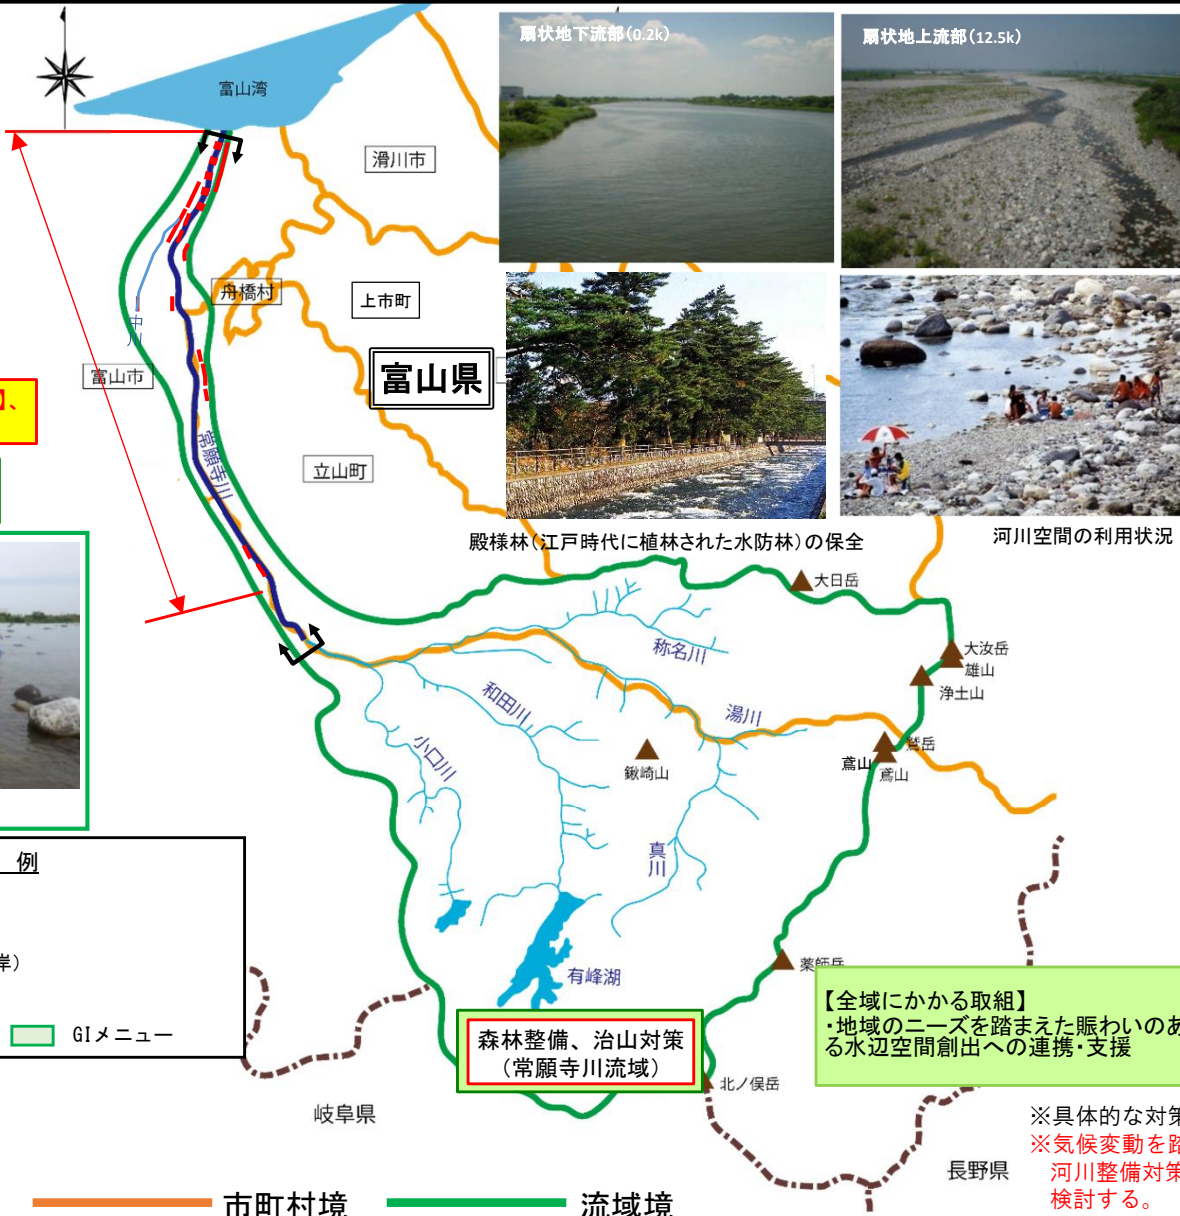 扇状地下流部(0.2k)
扇状地上流部(12.5k)
富山湾
滑川市
舟橋村
上市町
中川
富山市
富山県
】、
常願寺川
立山町
殿様林(江戸時代に植林された水防林)の保全
河川空間の利用状況
大日岳
称名川
大汝岳
雄山
浄土山
和田川
湯川
小口川
鷲岳
鳶山
鳶山
鍬崎山
真川
例
岸)
薬師岳
有峰湖
GIメニュー
森林整備、治山対策
(常願寺川流域)
【全域にかかる取組】
・地域のニーズを踏まえた賑わいのあ
る水辺空間創出への連携・支援
北ノ俣岳
岐阜県
※具体的な対策
※気候変動を踏
河川整備対策
検討する。
長野県
市町村境
流域境